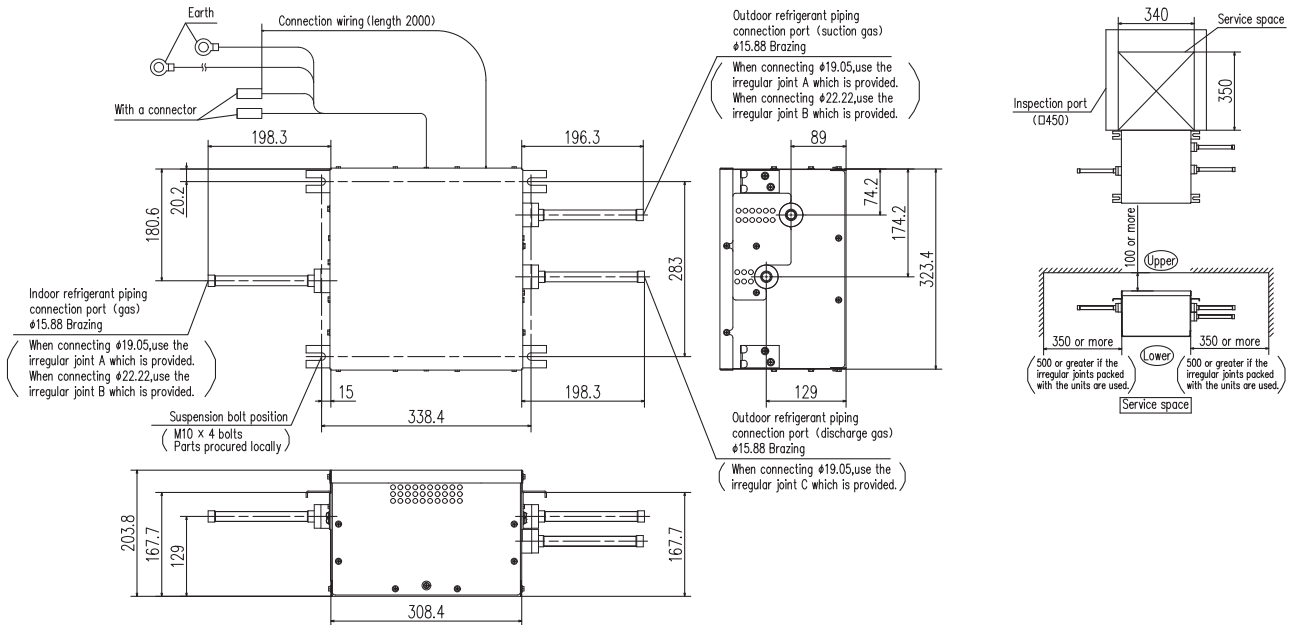 Earth
Connection wiring (length 2000)
With a connector
198.3
196.3
20.2
180.6
283
Outdoor refrigerant piping
connection port (suction gas)
ϕ15.88 Brazing
( When connecting ϕ19.05,use the
irregular joint A which is provided.
When connecting ϕ22.22,use the
irregular joint B which is provided. )
89
74.2
174.2
323.4
129
Indoor refrigerant piping
connection port (gas)
ϕ15.88 Brazing
( When connecting ϕ19.05,use the
irregular joint A which is provided.
When connecting ϕ22.22,use the
irregular joint B which is provided. )
15
198.3
338.4
Suspension bolt position
( M10 × 4 bolts
Parts procured locally )
Outdoor refrigerant piping
connection port (discharge gas)
ϕ15.88 Brazing
( When connecting ϕ19.05,use the
irregular joint C which is provided. )
203.8
167.7
129
167.7
308.4
340
Service space
350
Inspection port
(□450)
100 or more
Upper
350 or more
Lower
350 or more
( 500 or greater if the
irregular joints packed
with the units are used. )
( 500 or greater if the
irregular joints packed
with the units are used. )
Service space